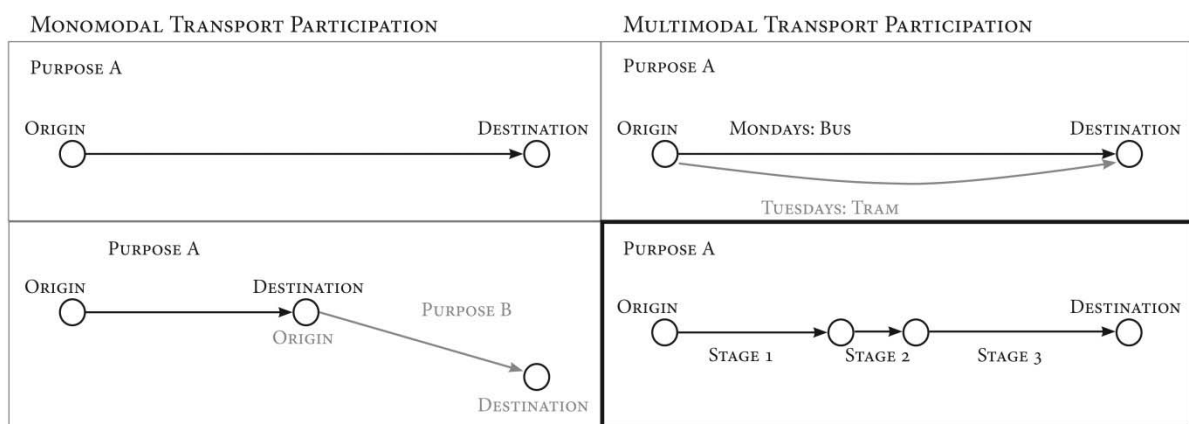 Monomodal Transport Participation
Multimodal Transport Participation
Purpose A
Origin
Destination
Purpose A
Origin
Mondays: Bus
Destination
Tuesdays: Tram
Purpose A
Origin
Destination
Purpose B
Origin
Destination
Purpose A
Origin
Destination
Stage 1
Stage 2
Stage 3